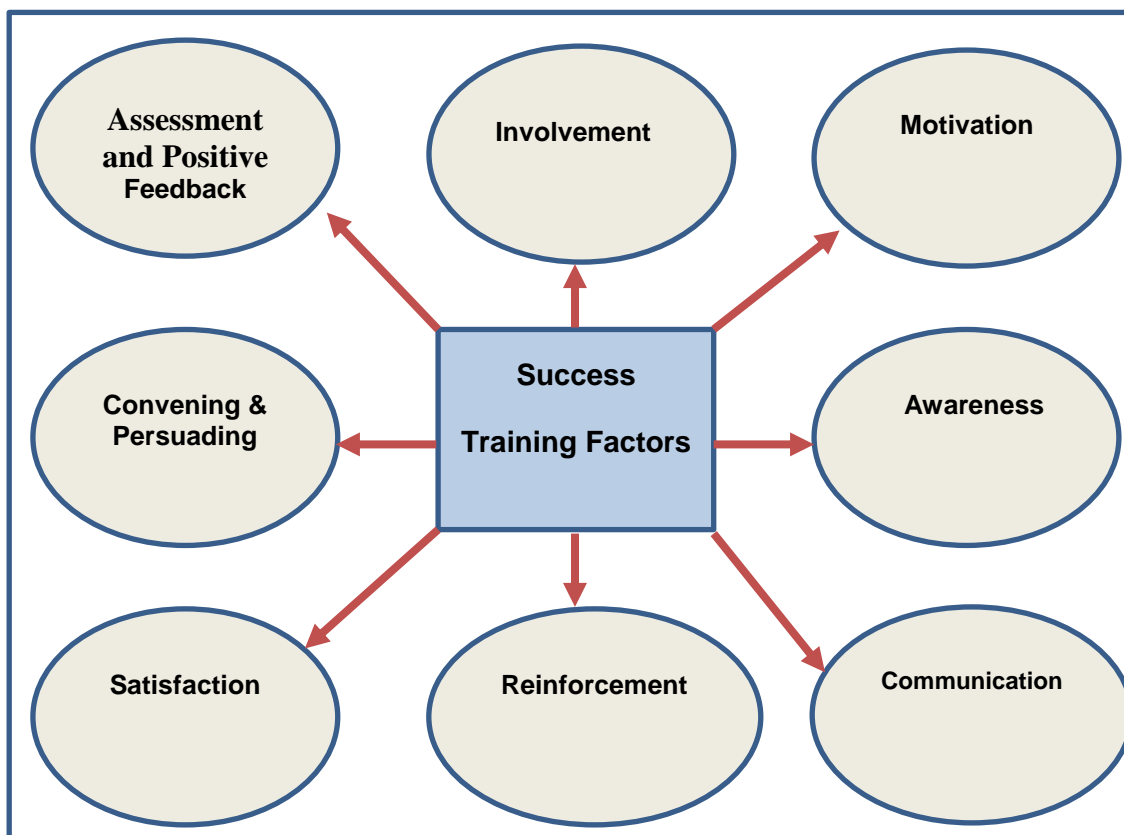 Assessment
and Positive
Feedback
Involvement
Motivation
Convening &
Persuading
Success
Training Factors
Awareness
Satisfaction
Reinforcement
Communication